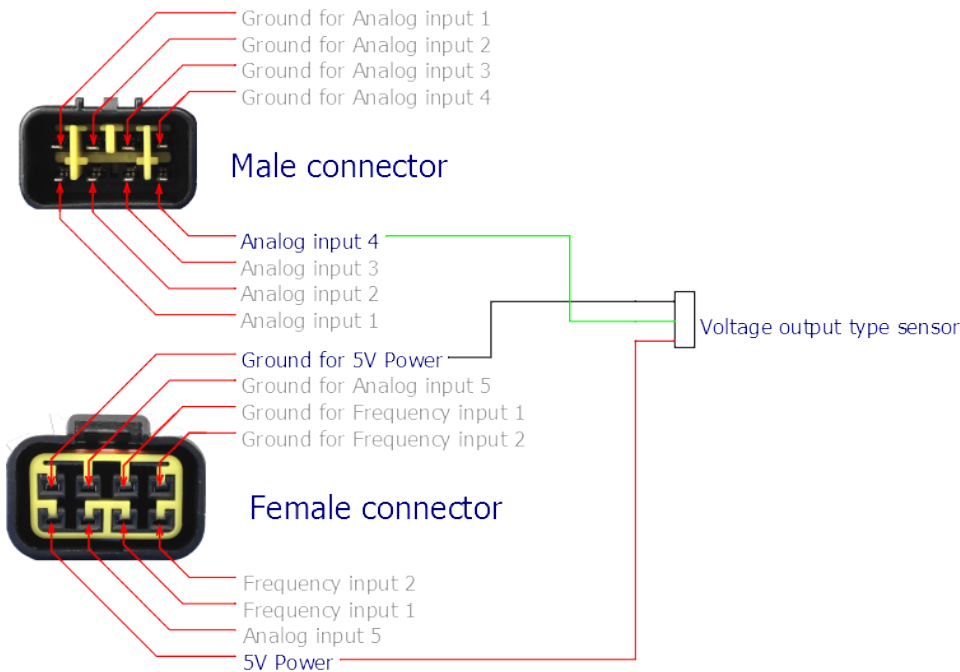 Ground for Analog input 1
Ground for Analog input 2
Ground for Analog input 3
Ground for Analog input 4
Male connector
Analog input 4
Analog input 3
Analog input 2
Analog input 1
Voltage output type sensor
Ground for 5V Power
Ground for Analog input 5
Ground for Frequency input 1
Ground for Frequency input 2
Female connector
Frequency input 2
Frequency input 1
Analog input 5
5V Power